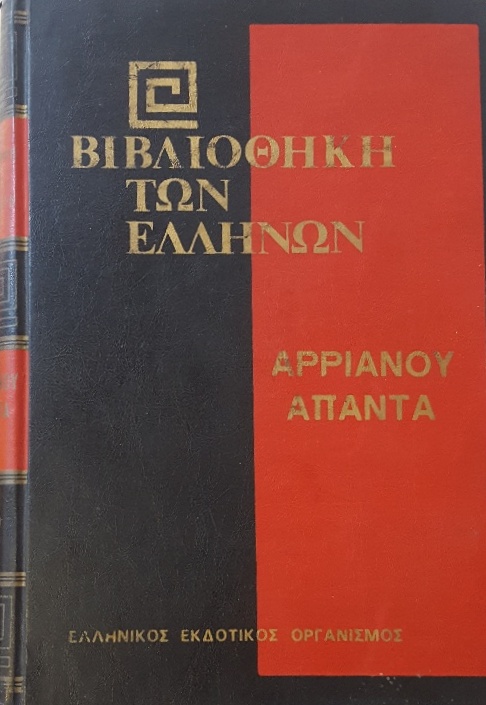 ΒΙΒΛΙΟΘΗΚΗ
ΤΩΝ
ΕΛΛΗΝΩΝ
ΑΡΡΙΑΝΟΥ
ΑΠΑΝΤΑ
ΕΛΛΗΝΙΚΟΣ ΕΚΔΟΤΙΚΟΣ ΟΡΓΑΝΙΣΜΟΣ